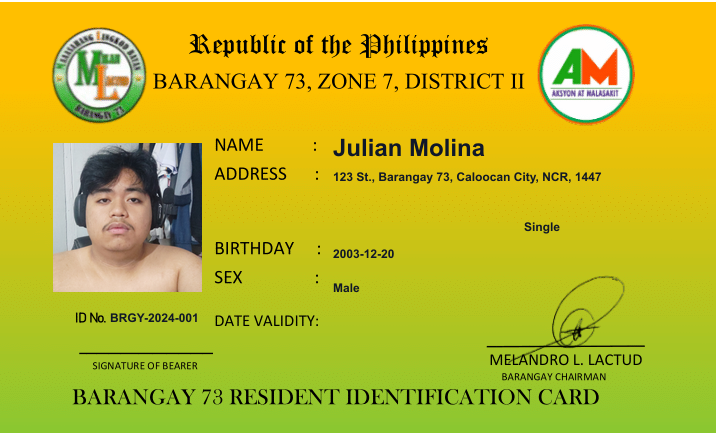 Republic of the Philippines
BARANGAY 73, ZONE 7, DISTRICT II
MAKABAGONG LINGKOD BAYAN
MELAN
ML
LACTUD
BARANGAY 73
AM
AKSYON AT MALASAKIT
NAME : Julian Molina
ADDRESS : 123 St., Barangay 73, Caloocan City, NCR, 1447
Single
BIRTHDAY : 2003-12-20
SEX : Male
ID No. BRGY-2024-001
DATE VALIDITY:
SIGNATURE OF BEARER
MELANDRO L. LACTUD
BARANGAY CHAIRMAN
BARANGAY 73 RESIDENT IDENTIFICATION CARD